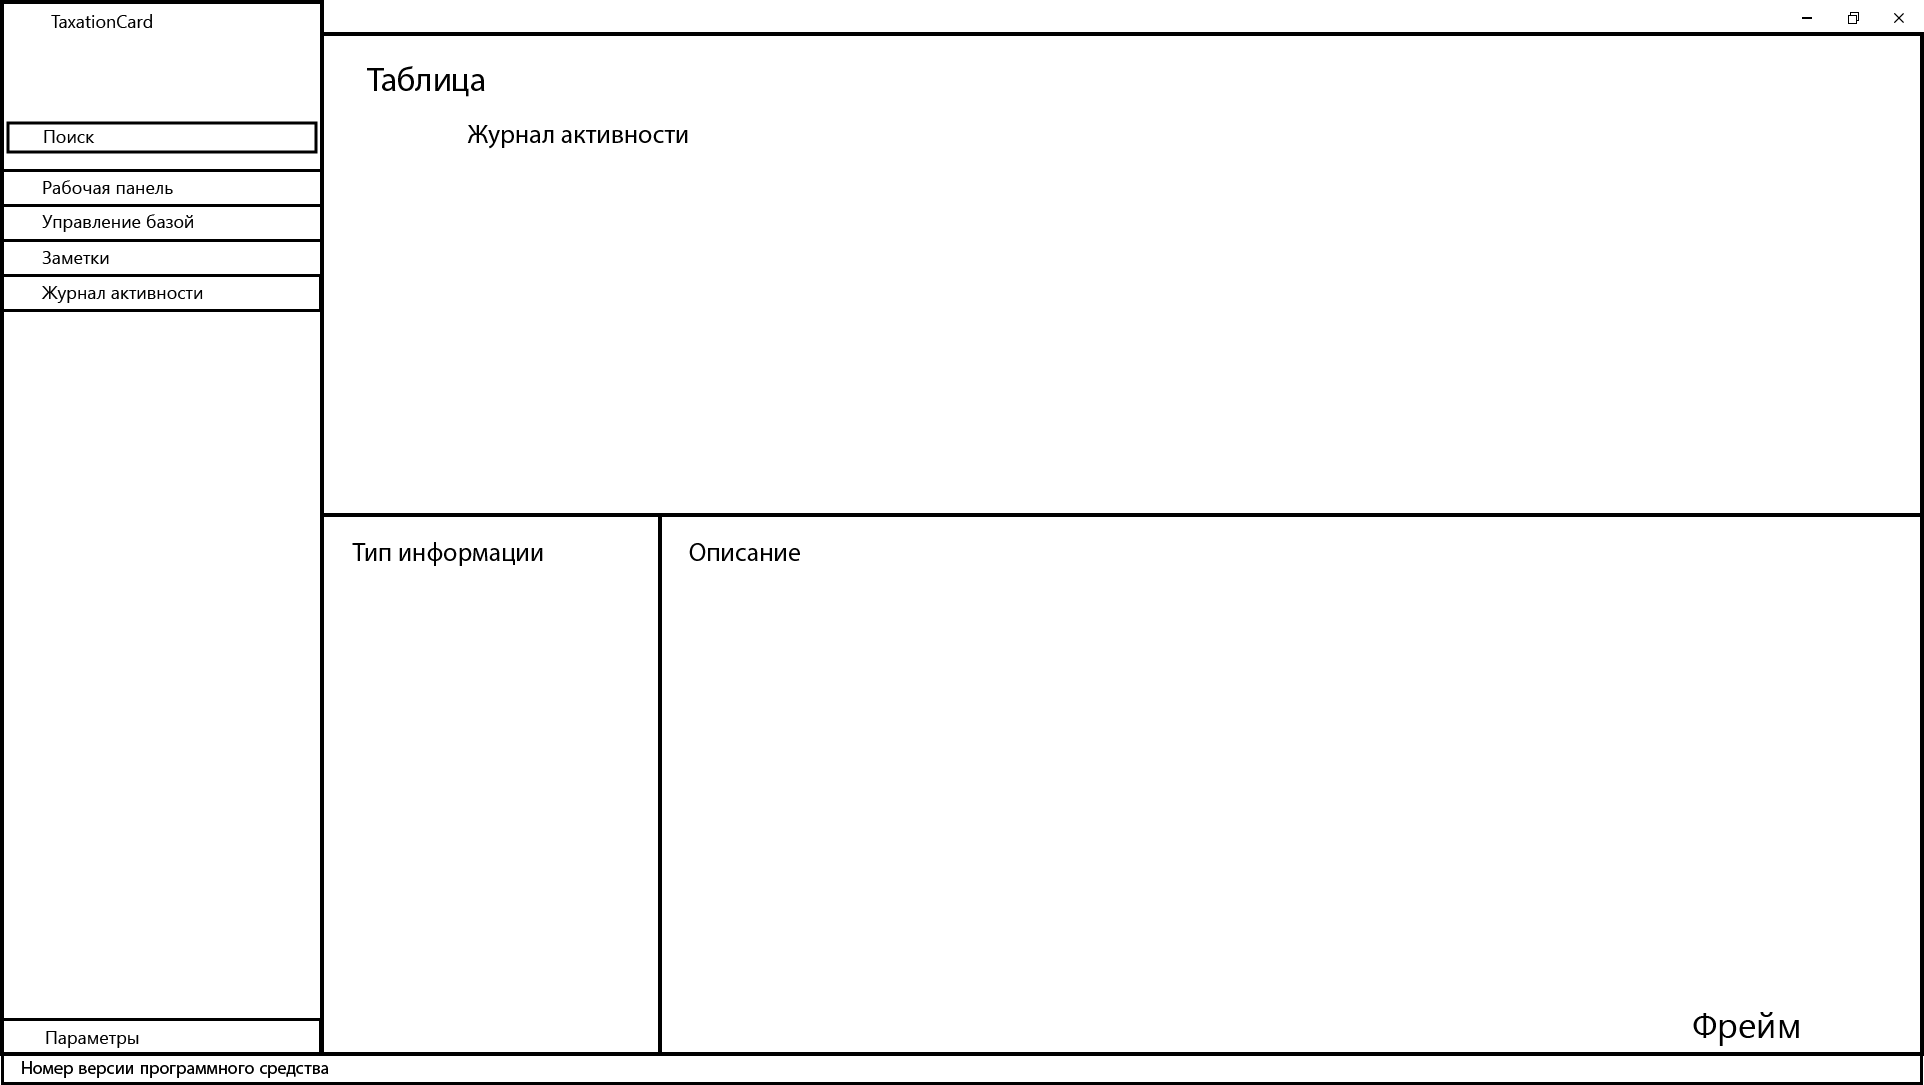 TaxationCard
Поиск
Рабочая панель
Управление базой
Заметки
Журнал активности
Параметры
Таблица
Журнал активности
Тип информации
Описание
Фрейм
Номер версии программного средства